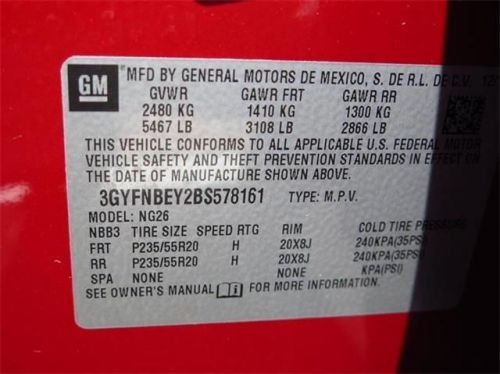 GM MFD BY GENERAL MOTORS DE MEXICO, S. DE R.L. DE C.V. 12
GVWR GAWR FRT GAWR RR
2480 KG 1410 KG 1300 KG
5467 LB 3108 LB 2866 LB
THIS VEHICLE CONFORMS TO ALL APPLICABLE U.S. FEDERAL MOTOR
VEHICLE SAFETY AND THEFT PREVENTION STANDARDS IN EFFECT ON
THE DATE OF MANUFACTURE SHOWN ABOVE.
3GYFNBEY2BS578161 TYPE: M.P.V.
MODEL: NG26
NBB3 TIRE SIZE SPEED RTG RIM COLD TIRE PRESSURE
FRT P235/55R20 H 20X8J 240KPA(35PSI)
RR P235/55R20 H 20X8J 240KPA(35PSI)
SPA NONE NONE KPA(PSI)
SEE OWNER'S MANUAL FOR MORE INFORMATION.